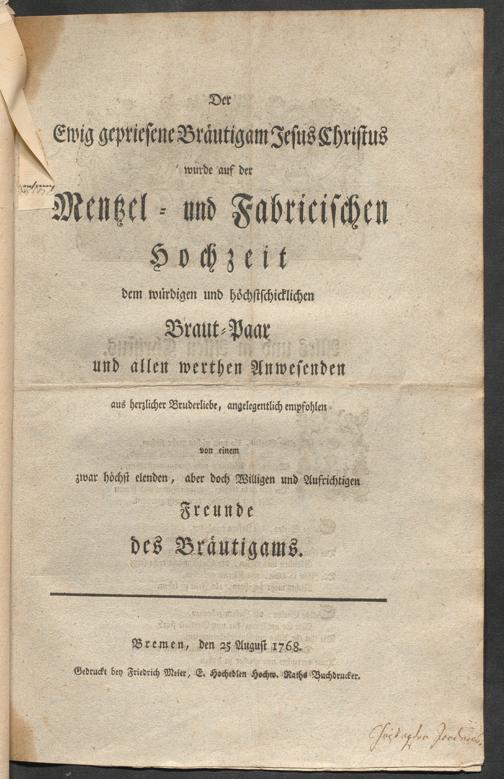 Der
Ewig gepriesene Bräutigam Jesus Christus
wurde auf der
Mentzel- und Fabricischen
Hochzeit
dem würdigen und höchstschicklichen
Braut-Paar
und allen werthen Anwesenden
aus herzlicher Bruderliebe, angelegentlich empfohlen
von einem
zwar höchst elenden, aber doch Willigen und Aufrichtigen
Freunde
des Bräutigams.
Bremen, den 25 August 1768.
Gedruckt bey Friedrich Meier, E. Hochedlen Hochw. Raths Buchdrucker.